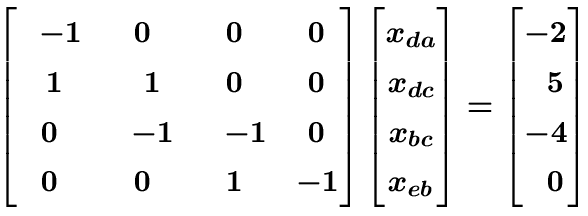 −1 0 0 0 x_da −2
1 1 0 0 x_dc 5
0 −1 −1 0 x_bc = −4
0 0 1 −1 x_eb 0